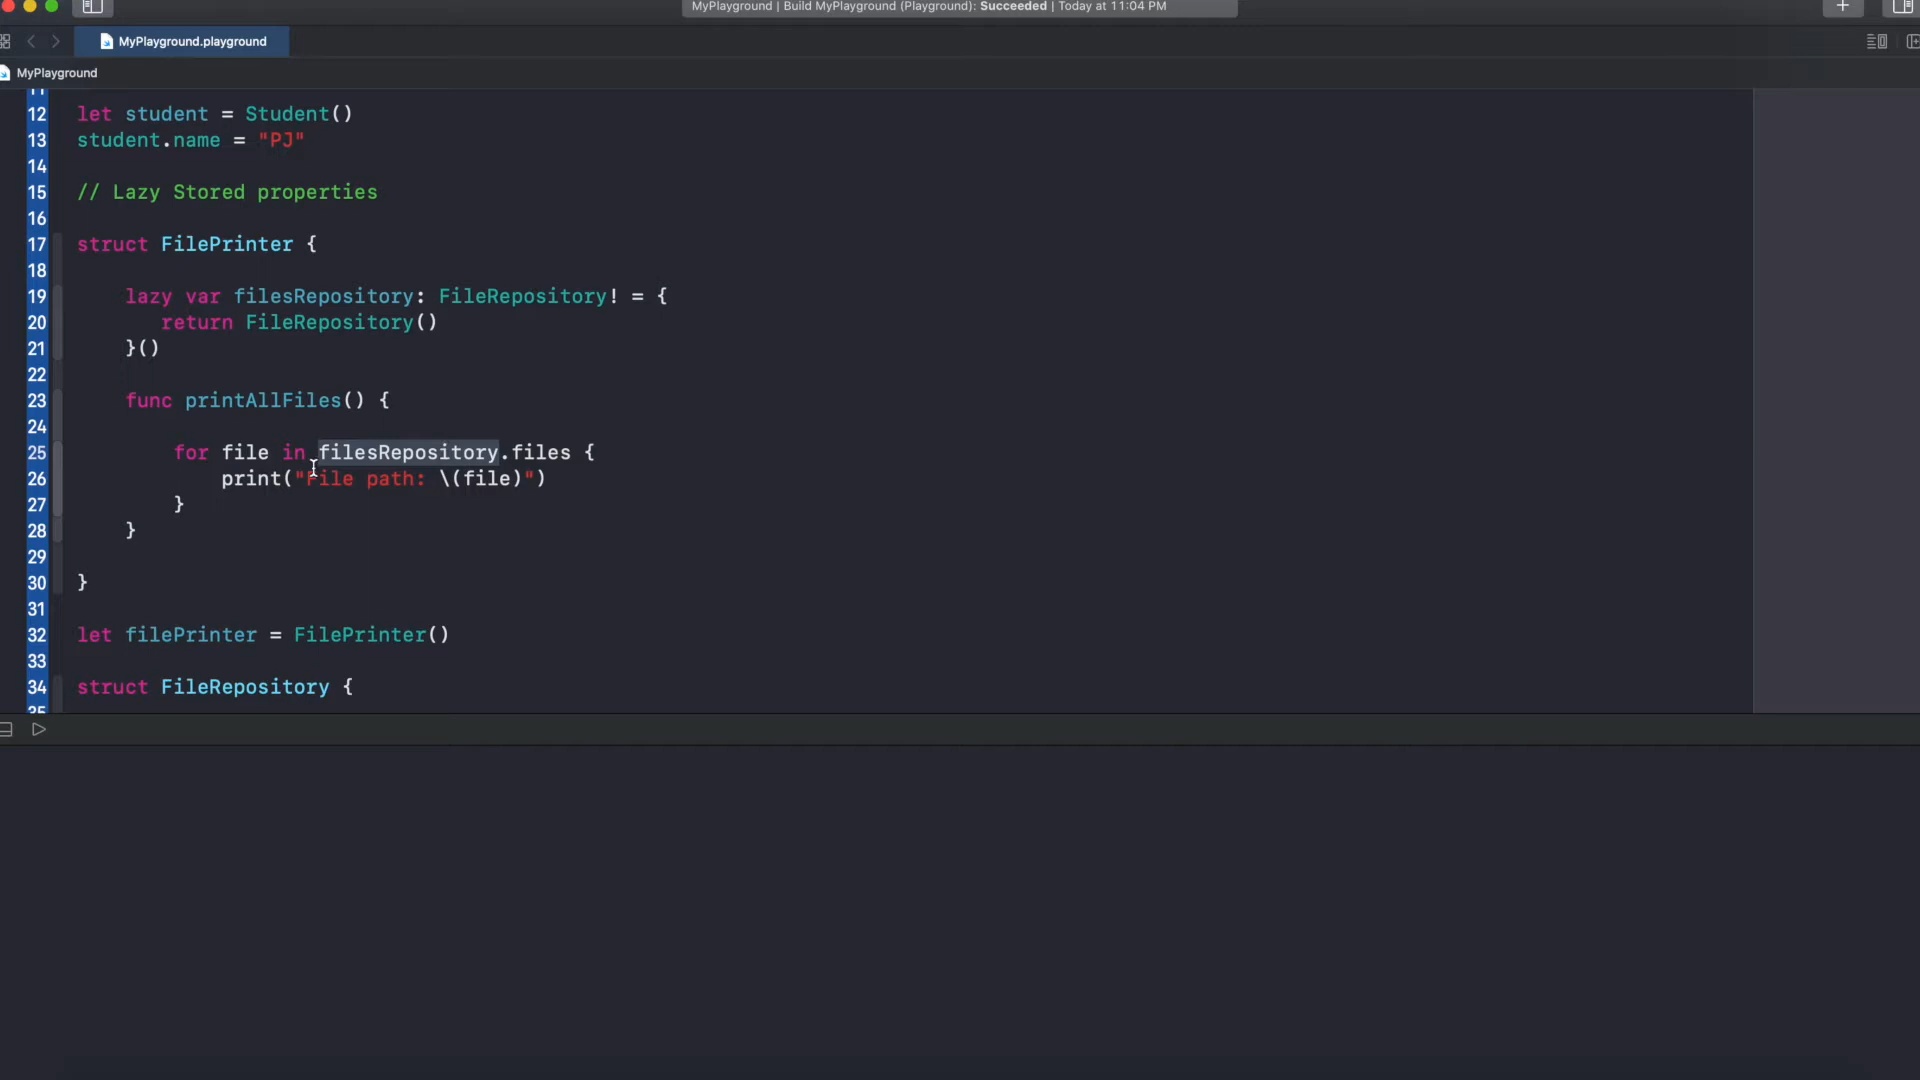 MyPlayground | Build MyPlayground (Playground): Succeeded | Today at 11:04 PM
MyPlayground.playground
MyPlayground
11
12 let student = Student()
13 student.name = "PJ"
14
15 // Lazy Stored properties
16
17 struct FilePrinter {
18
19 lazy var filesRepository: FileRepository! = {
20 return FileRepository()
21 }()
22
23 func printAllFiles() {
24
25 for file in filesRepository.files {
26 print("File path: \(file)")
27 }
28 }
29
30 }
31
32 let filePrinter = FilePrinter()
33
34 struct FileRepository {
35